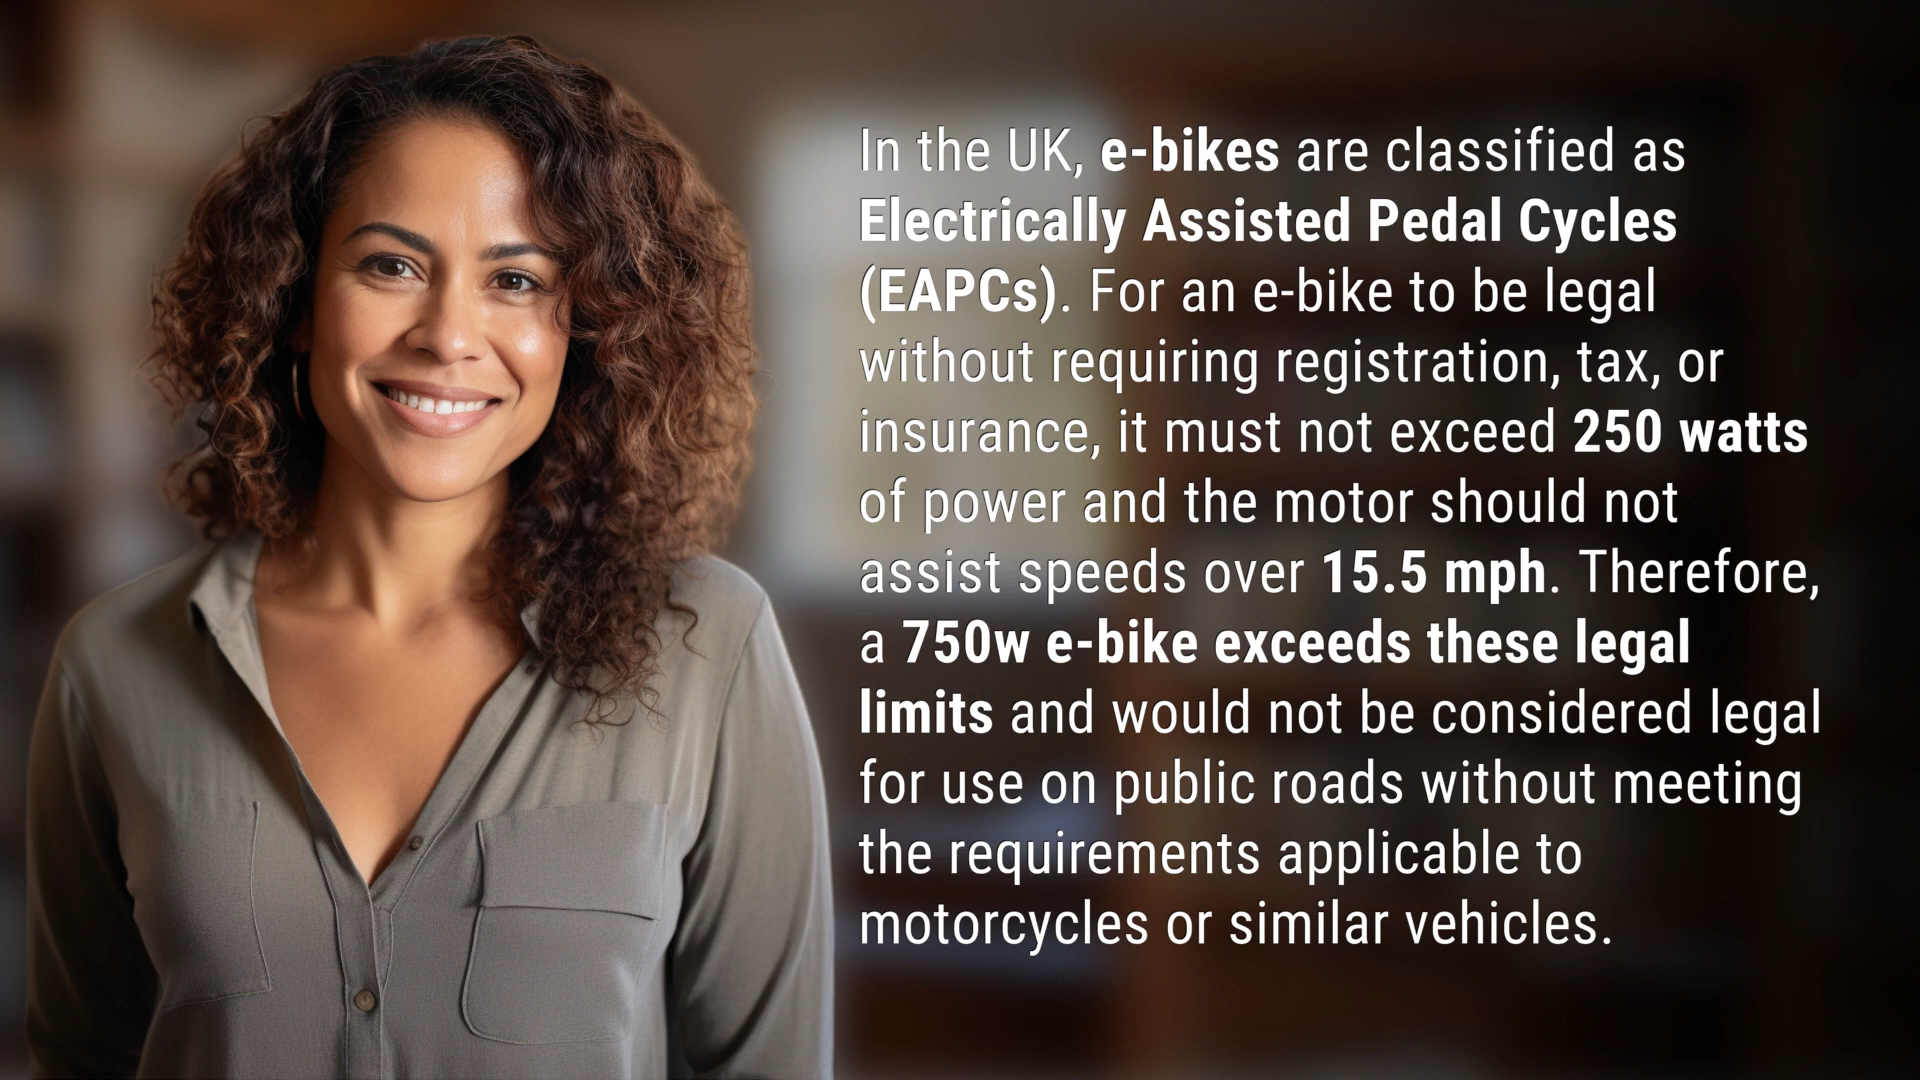 In the UK, e-bikes are classified as
Electrically Assisted Pedal Cycles
(EAPCs). For an e-bike to be legal
without requiring registration, tax, or
insurance, it must not exceed 250 watts
of power and the motor should not
assist speeds over 15.5 mph. Therefore,
a 750w e-bike exceeds these legal
limits and would not be considered legal
for use on public roads without meeting
the requirements applicable to
motorcycles or similar vehicles.